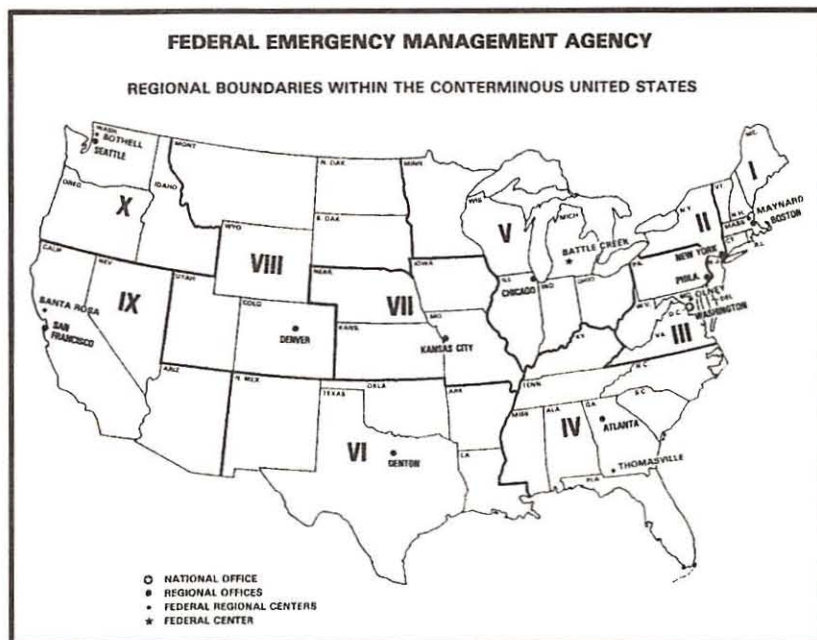 FEDERAL EMERGENCY MANAGEMENT AGENCY
REGIONAL BOUNDARIES WITHIN THE CONTERMINOUS UNITED STATES
WASH
BOTHELL
SEATTLE
OREG
X
IDAHO
MONT
N. DAK
S. DAK
MINN
WYO
VIII
NEBR.
IOWA
WIS
V
MICH
BATTLE CREEK
CHICAGO
ILL
IND
OHIO
ME.
I
VT.
N.H.
MASS
MAYNARD
BOSTON
CT
R.I.
N.Y.
II
NEW YORK
N.J.
PA.
PHILA.
OLNEY
DEL
MD
D.C.
WASHINGTON
W.V.
VA.
III
CALIF
NEV.
IX
SANTA ROSA
SAN
FRANCISCO
UTAH
COLO
DENVER
VII
KANS.
MO
KANSAS CITY
KY
ARIZ
N. MEX
TEXAS
OKLA
ARK
LA
VI
DENTON
TENN
N.C.
S.C.
MISS
ALA
GA
IV
ATLANTA
THOMASVILLE
FLA
NATIONAL OFFICE
REGIONAL OFFICES
FEDERAL REGIONAL CENTERS
FEDERAL CENTER